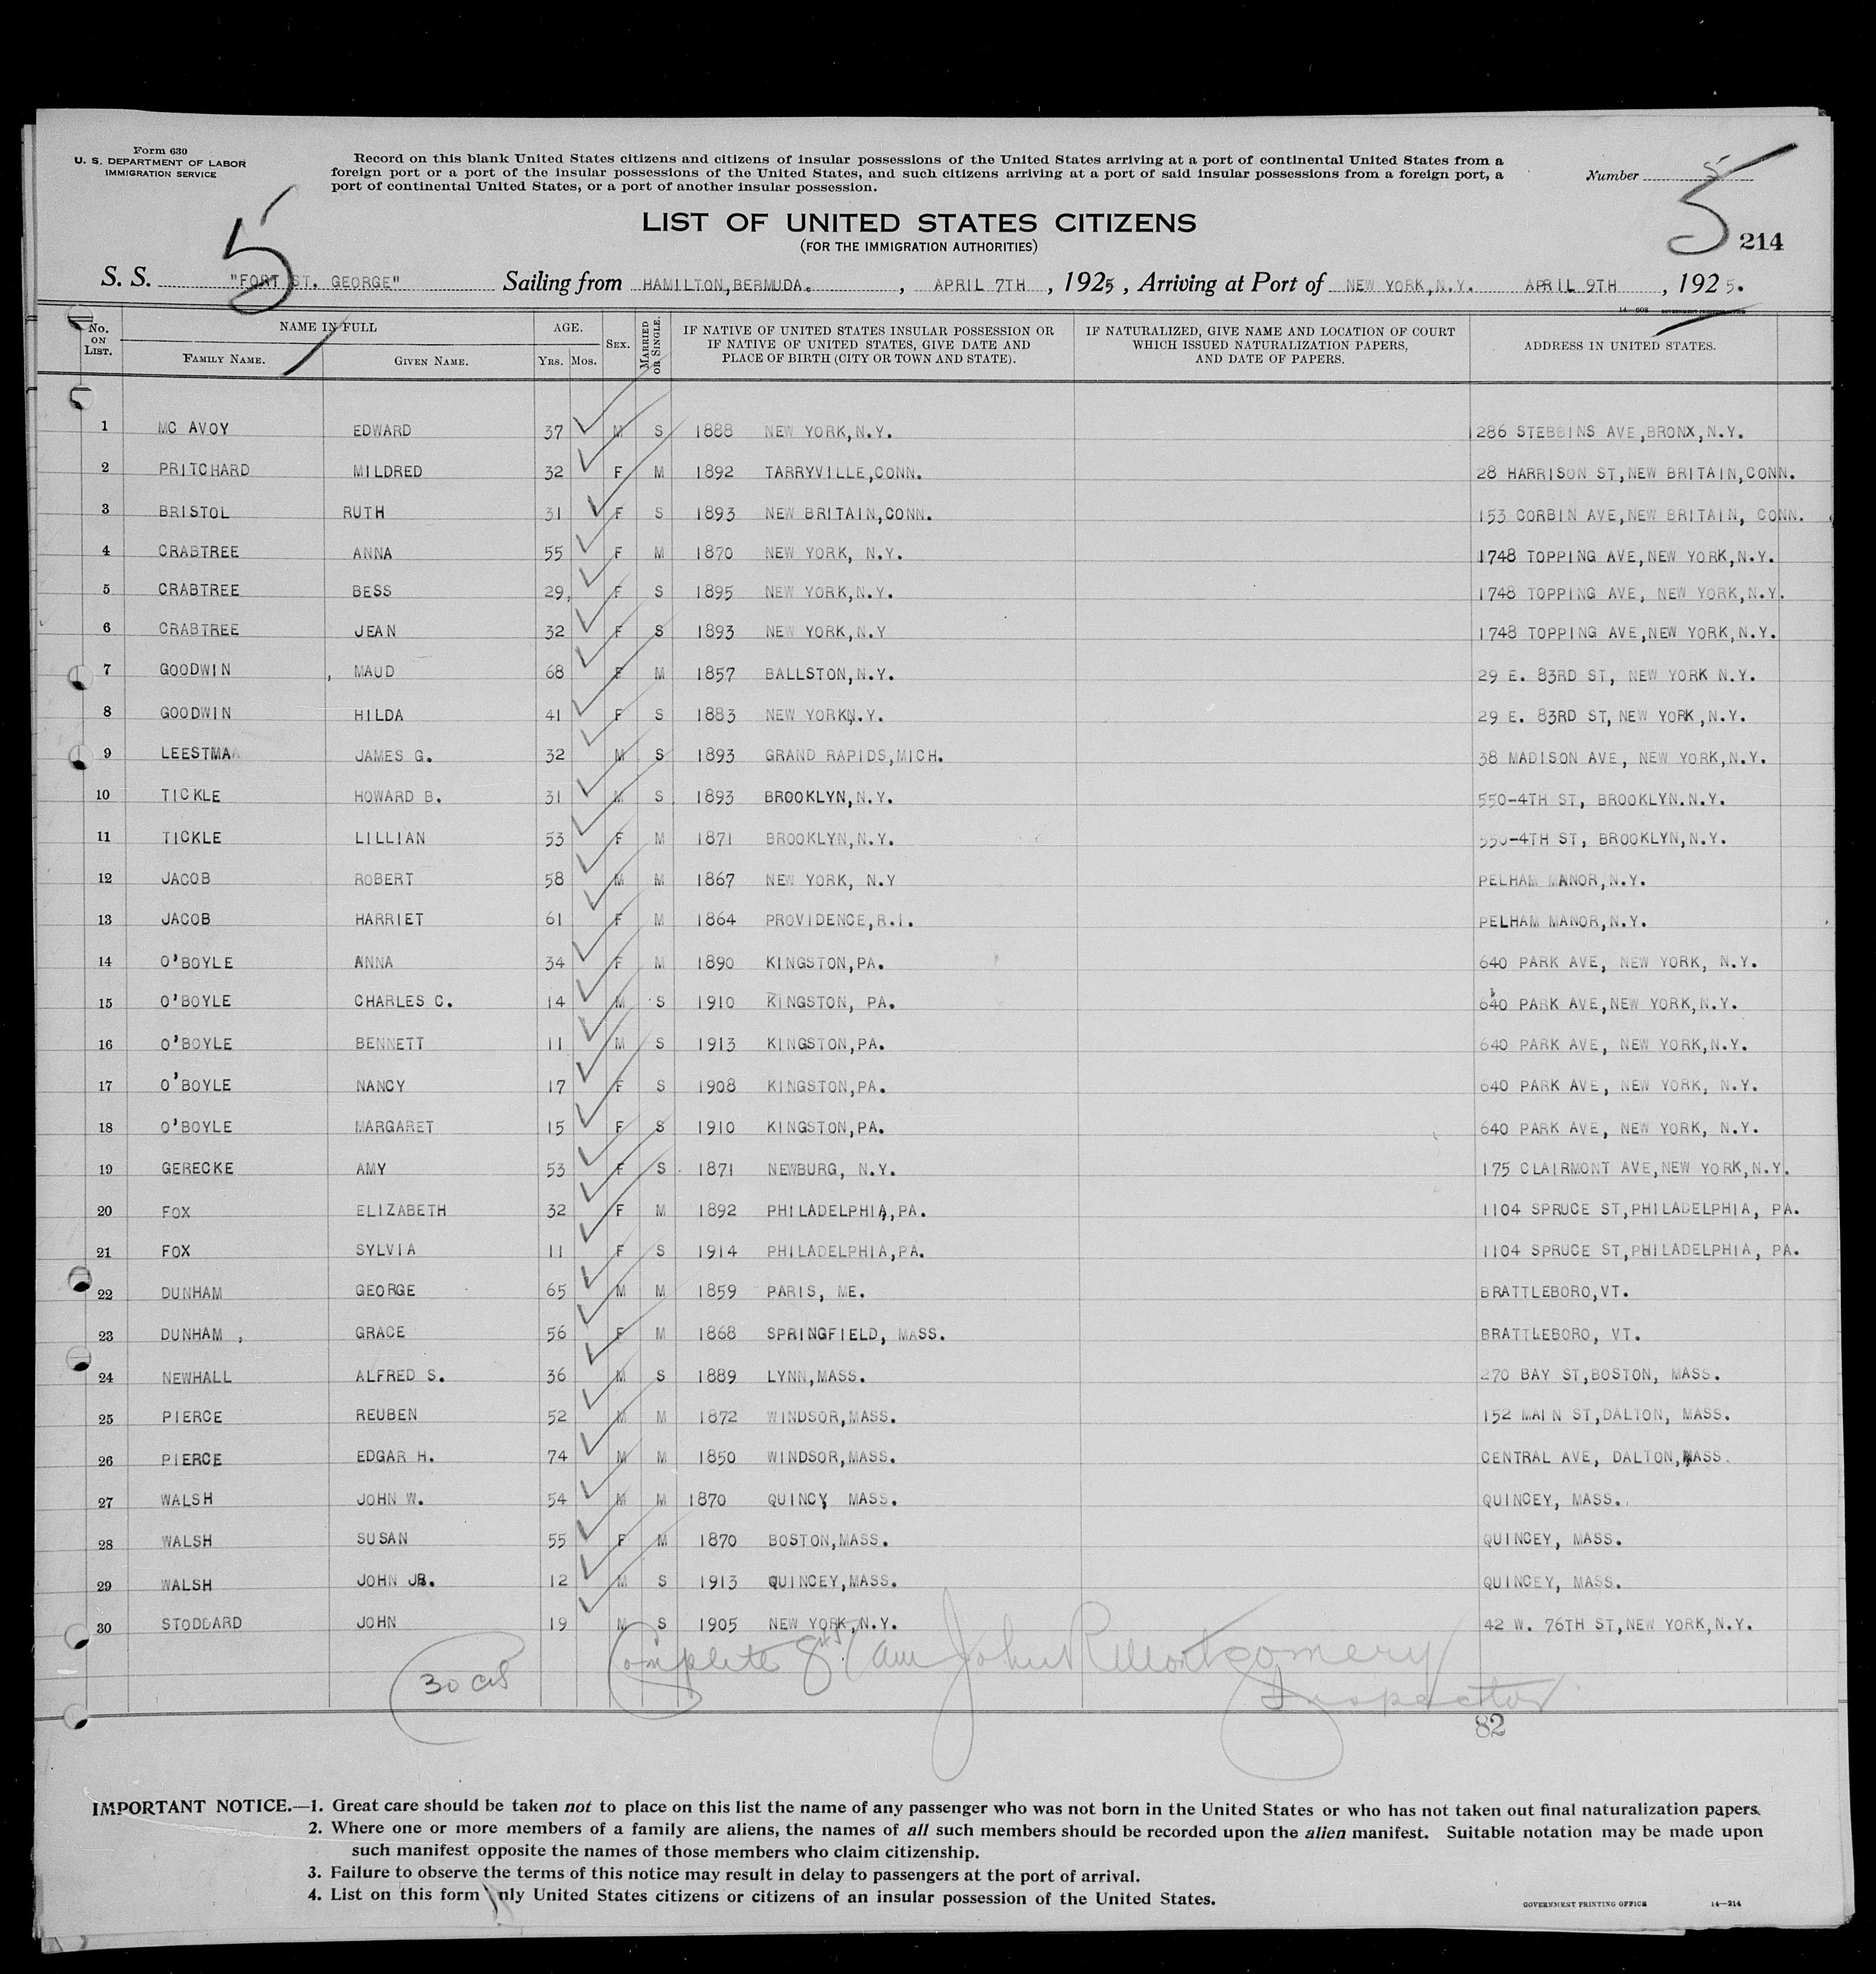 Form 630
U. S. DEPARTMENT OF LABOR
IMMIGRATION SERVICE
Record on this blank United States citizens and citizens of insular possessions of the United States arriving at a port of continental United States from a
foreign port or a port of the insular possessions of the United States, and such citizens arriving at a port of said insular possessions from a foreign port, a
port of continental United States, or a port of another insular possession.
Number 5
5
5
214
LIST OF UNITED STATES CITIZENS
(FOR THE IMMIGRATION AUTHORITIES)
S. S. "FORT ST. GEORGE" Sailing from HAMILTON,BERMUDA. , APRIL 7TH , 1925 , Arriving at Port of NEW YORK,N.Y. APRIL 9TH , 1925.
No. ON LIST. NAME IN FULL AGE. SEX. MARRIED OR SINGLE. IF NATIVE OF UNITED STATES INSULAR POSSESSION OR IF NATIVE OF UNITED STATES, GIVE DATE AND PLACE OF BIRTH (CITY OR TOWN AND STATE). IF NATURALIZED, GIVE NAME AND LOCATION OF COURT WHICH ISSUED NATURALIZATION PAPERS, AND DATE OF PAPERS. ADDRESS IN UNITED STATES.
FAMILY NAME. GIVEN NAME. YRS. MOS.
1 MC AVOY EDWARD 37 M S 1888 NEW YORK,N.Y. 286 STEBBINS AVE,BRONX,N.Y.
2 PRITCHARD MILDRED 32 F M 1892 TARRYVILLE,CONN. 28 HARRISON ST,NEW BRITAIN,CONN.
3 BRISTOL RUTH 31 F S 1893 NEW BRITAIN,CONN. 153 CORBIN AVE,NEW BRITAIN, CONN.
4 CRABTREE ANNA 55 F M 1870 NEW YORK, N.Y. 1748 TOPPING AVE,NEW YORK,N.Y.
5 CRABTREE BESS 29, F S 1895 NEW YORK,N.Y. 1748 TOPPING AVE, NEW YORK,N.Y.
6 CRABTREE JEAN 32 F S 1893 NEW YORK,N.Y 1748 TOPPING AVE,NEW YORK,N.Y.
7 GOODWIN , MAUD 68 F M 1857 BALLSTON,N.Y. 29 E. 83RD ST, NEW YORK N.Y.
8 GOODWIN HILDA 41 F S 1883 NEW YORKN.Y. 29 E. 83RD ST, NEW YORK,N.Y.
9 LEESTMA JAMES G. 32 M S 1893 GRAND RAPIDS,MICH. 38 MADISON AVE, NEW YORK,N.Y.
10 TICKLE HOWARD B. 31 M S 1893 BROOKLYN,N.Y. 550-4TH ST, BROOKLYN.N.Y.
11 TICKLE LILLIAN 53 F M 1871 BROOKLYN,N.Y. 550-4TH ST, BROOKLYN,N.Y.
12 JACOB ROBERT 58 M M 1867 NEW YORK, N.Y PELHAM MANOR,N.Y.
13 JACOB HARRIET 61 F M 1864 PROVIDENCE,R.I. PELHAM MANOR,N.Y.
14 O'BOYLE ANNA 34 F M 1890 KINGSTON,PA. 640 PARK AVE, NEW YORK, N.Y.
15 O'BOYLE CHARLES C. 14 M S 1910 KINGSTON, PA. 640 PARK AVE,NEW YORK,N.Y.
16 O'BOYLE BENNETT 11 M S 1913 KINGSTON,PA. 640 PARK AVE, NEW YORK,N.Y.
17 O'BOYLE NANCY 17 F S 1908 KINGSTON,PA. 640 PARK AVE, NEW YORK, N.Y.
18 O'BOYLE MARGARET 15 F S 1910 KINGSTON,PA. 640 PARK AVE, NEW YORK, N.Y.
19 GERECKE AMY 53 F S 1871 NEWBURG, N.Y. 175 CLAIRMONT AVE,NEW YORK,N.Y.
20 FOX ELIZABETH 32 F M 1892 PHILADELPHIA,PA. 1104 SPRUCE ST,PHILADELPHIA, PA.
21 FOX SYLVIA 11 F S 1914 PHILADELPHIA,PA. 1104 SPRUCE ST,PHILADELPHIA, PA.
22 DUNHAM GEORGE 65 M M 1859 PARIS, ME. BRATTLEBORO,VT.
23 DUNHAM , GRACE 56 F M 1868 SPRINGFIELD, MASS. BRATTLEBORO, VT.
24 NEWHALL ALFRED S. 36 M S 1889 LYNN,MASS. 270 BAY ST,BOSTON, MASS.
25 PIERCE REUBEN 52 M M 1872 WINDSOR,MASS. 152 MAIN ST,DALTON, MASS.
26 PIERCE EDGAR H. 74 M M 1850 WINDSOR,MASS. CENTRAL AVE, DALTON,MASS.
27 WALSH JOHN W. 54 M M 1870 QUINCY MASS. QUINCEY, MASS.
28 WALSH SUSAN 55 F M 1870 BOSTON,MASS. QUINCEY, MASS.
29 WALSH JOHN JR. 12 M S 1913 QUINCEY,MASS. QUINCEY, MASS.
30 STODDARD JOHN 19 M S 1905 NEW YORK,N.Y. 42 W. 76TH ST,NEW YORK,N.Y.
30 Complete am John R Montgomery
Inspector
82
IMPORTANT NOTICE.—1. Great care should be taken not to place on this list the name of any passenger who was not born in the United States or who has not taken out final naturalization papers
2. Where one or more members of a family are aliens, the names of all such members should be recorded upon the alien manifest. Suitable notation may be made upon
such manifest opposite the names of those members who claim citizenship.
3. Failure to observe the terms of this notice may result in delay to passengers at the port of arrival.
4. List on this form only United States citizens or citizens of an insular possession of the United States.
GOVERNMENT PRINTING OFFICE 14—214